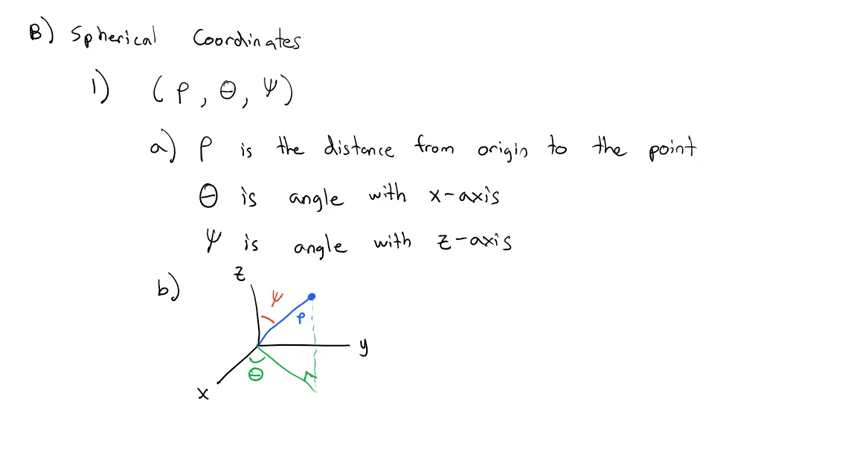 B) Spherical Coordinates
1) (ρ, θ, ψ)
a) ρ is the distance from origin to the point
θ is angle with x-axis
ψ is angle with z-axis
b)
z
ψ
ρ
y
θ
x